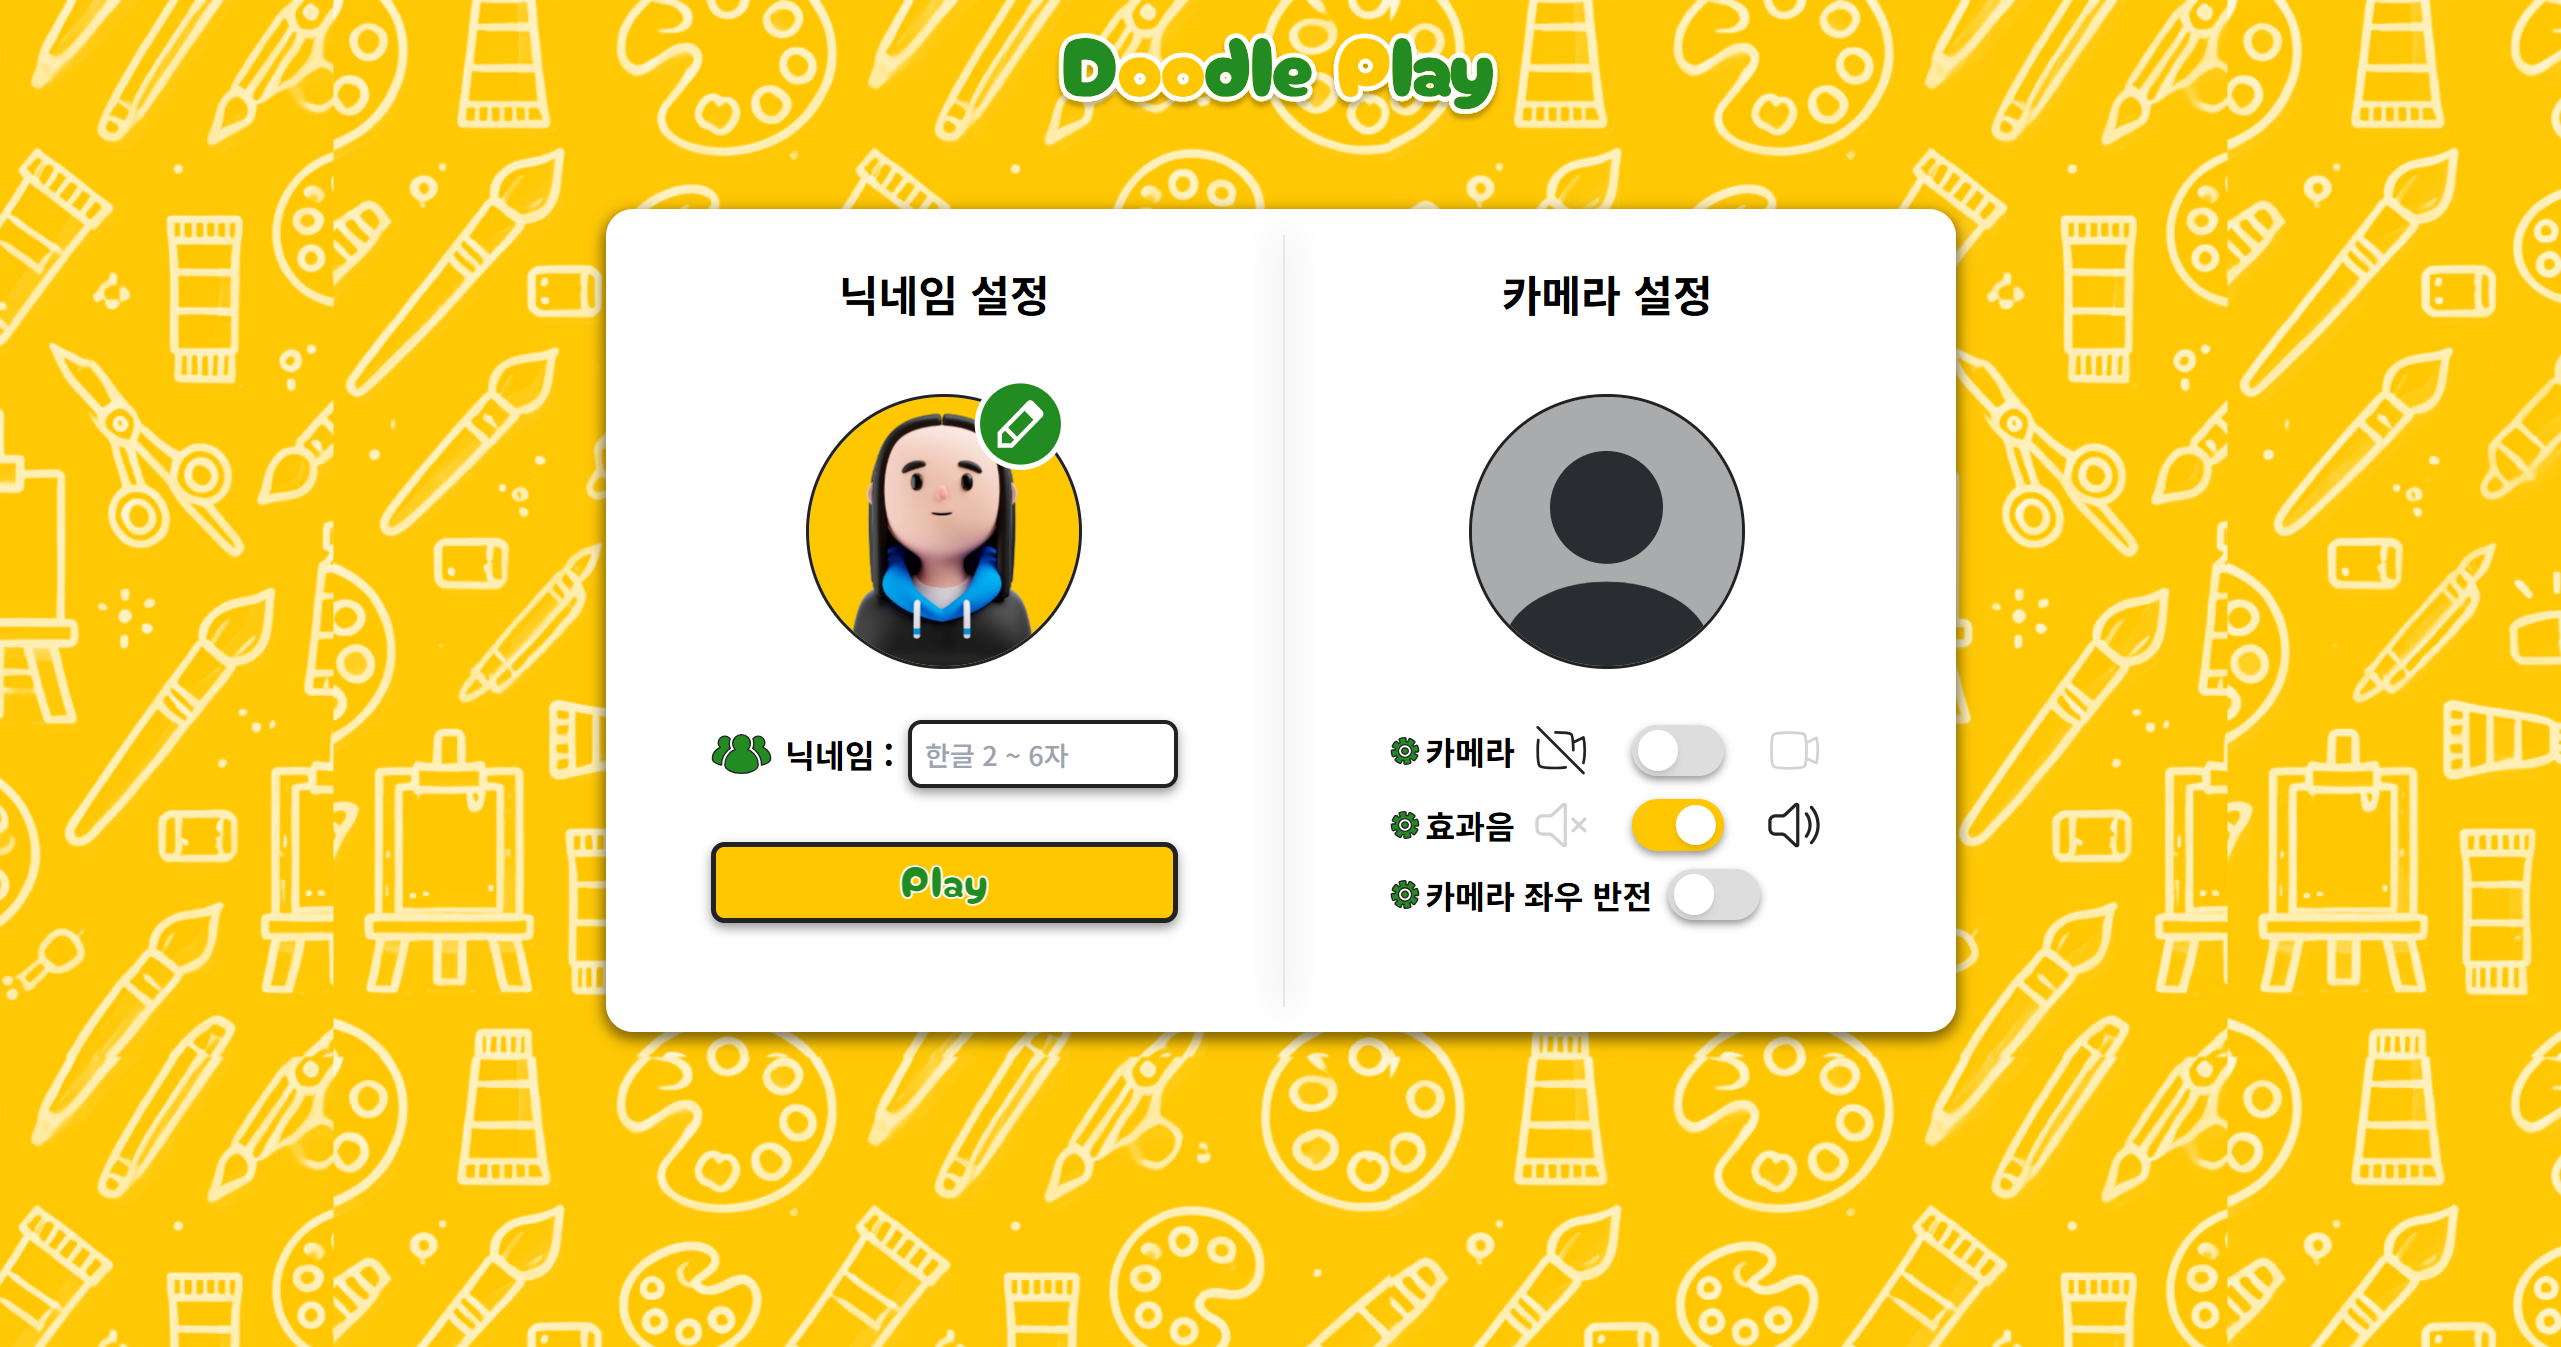 Doodle Play
닉네임 설정
닉네임 :
한글 2 ~ 6자
Play
카메라 설정
카메라
효과음
카메라 좌우 반전